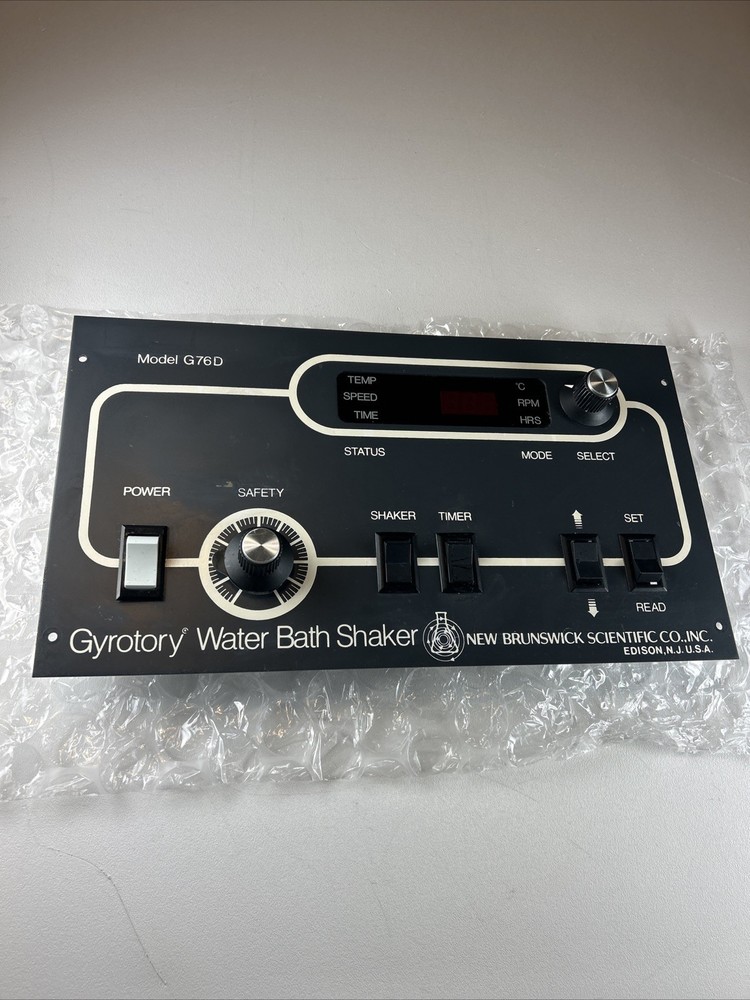 Model G76D
TEMP
SPEED
TIME
°C
RPM
HRS
STATUS
MODE
SELECT
POWER
SAFETY
SHAKER
TIMER
SET
READ
Gyrotory® Water Bath Shaker
NEW BRUNSWICK SCIENTIFIC CO., INC.
EDISON, N.J. U.S.A.